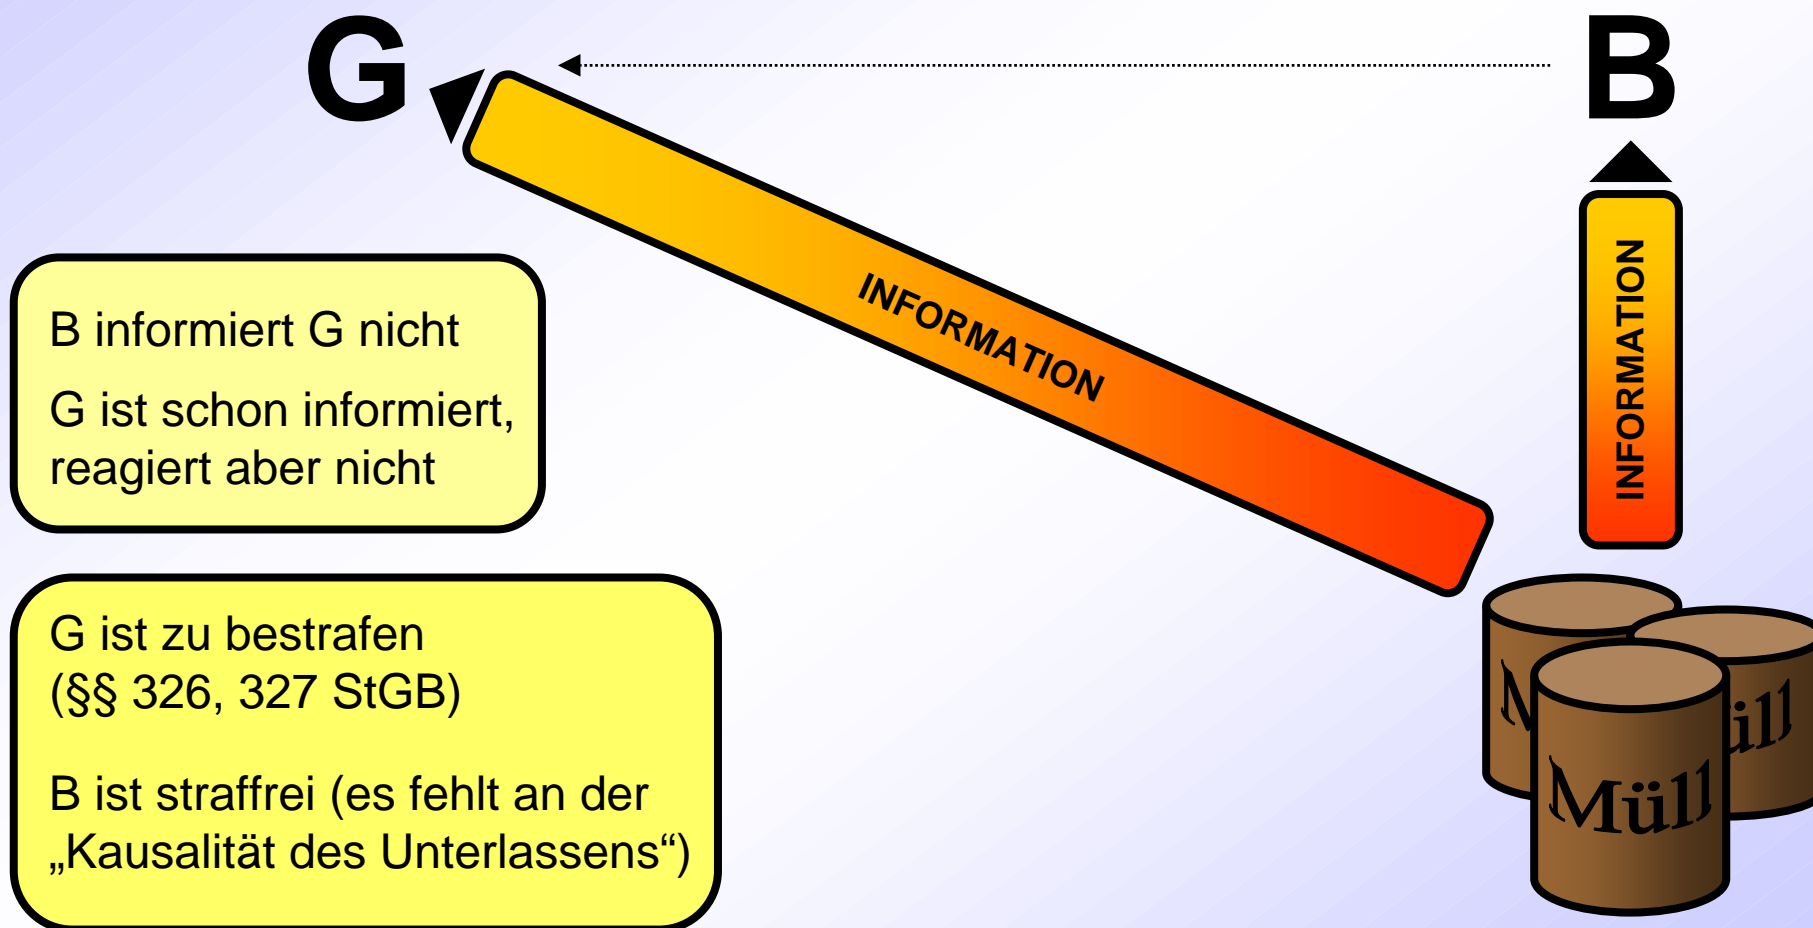 G
B
INFORMATION
INFORMATION
B informiert G nicht
G ist schon informiert,
reagiert aber nicht
G ist zu bestrafen
(§§ 326, 327 StGB)
B ist straffrei (es fehlt an der
„Kausalität des Unterlassens“)
M
üll
Müll